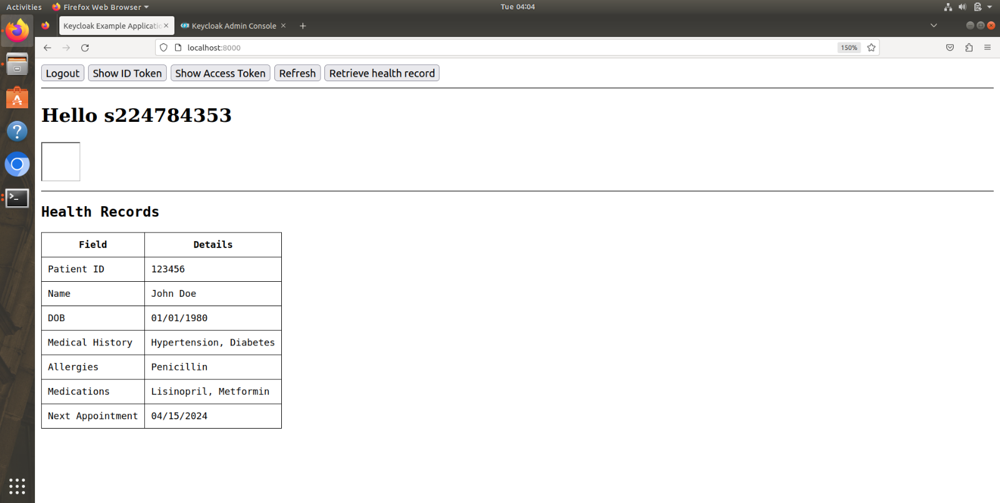 Activities Firefox Web Browser Tue 04:04
Keycloak Example Applicatio Keycloak Admin Console
localhost:8000 150%
Logout Show ID Token Show Access Token Refresh Retrieve health record
Hello s224784353
Health Records
Field Details
Patient ID 123456
Name John Doe
DOB 01/01/1980
Medical History Hypertension, Diabetes
Allergies Penicillin
Medications Lisinopril, Metformin
Next Appointment 04/15/2024